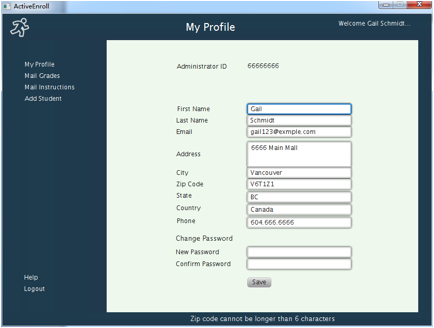 ActiveEnroll
My Profile
Welcome Gail Schmidt...
My Profile
Mail Grades
Mail Instructions
Add Student
Administrator ID 66666666
First Name Gail
Last Name Schmidt
Email gail123@exmple.com
Address 6666 Main Mall
City Vancouver
Zip Code V6T1Z1
State BC
Country Canada
Phone 604.666.6666
Change Password
New Password
Confirm Password
Save
Help
Logout
Zip code cannot be longer than 6 characters